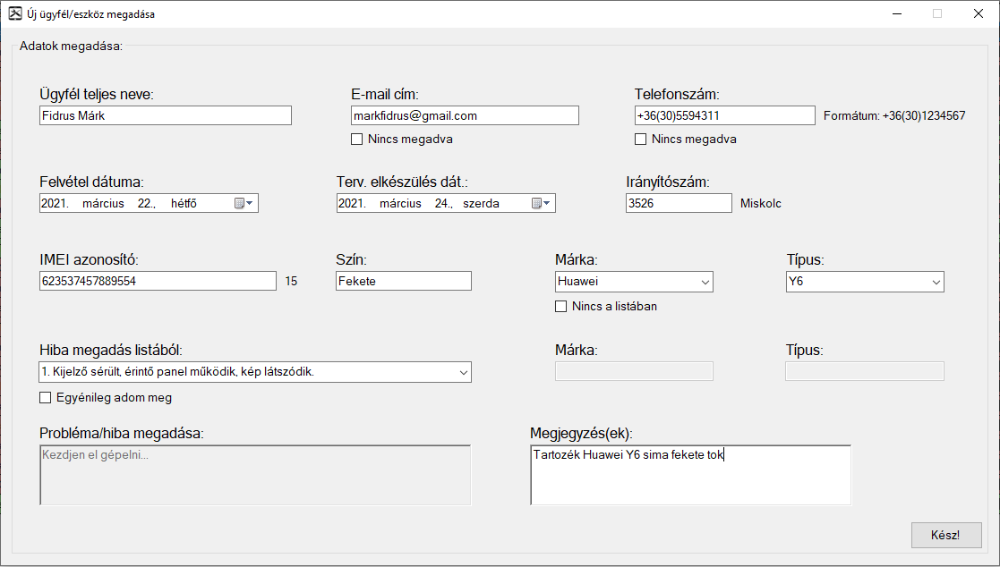 Új ügyfél/eszköz megadása
Adatok megadása:
Ügyfél teljes neve:
Fidrus Márk
E-mail cím:
markfidrus@gmail.com
Nincs megadva
Telefonszám:
+36(30)5594311
Formátum: +36(30)1234567
Nincs megadva
Felvétel dátuma:
2021. március 22., hétfő
Terv. elkészülés dát.:
2021. március 24., szerda
Irányítószám:
3526
Miskolc
IMEI azonosító:
623537457889554
15
Szín:
Fekete
Márka:
Huawei
Nincs a listában
Típus:
Y6
Hiba megadás listából:
1. Kijelző sérült, érintő panel működik, kép látszódik.
Egyénileg adom meg
Márka:
Típus:
Probléma/hiba megadása:
Kezdjen el gépelni...
Megjegyzés(ek):
Tartozék Huawei Y6 sima fekete tok
Kész!